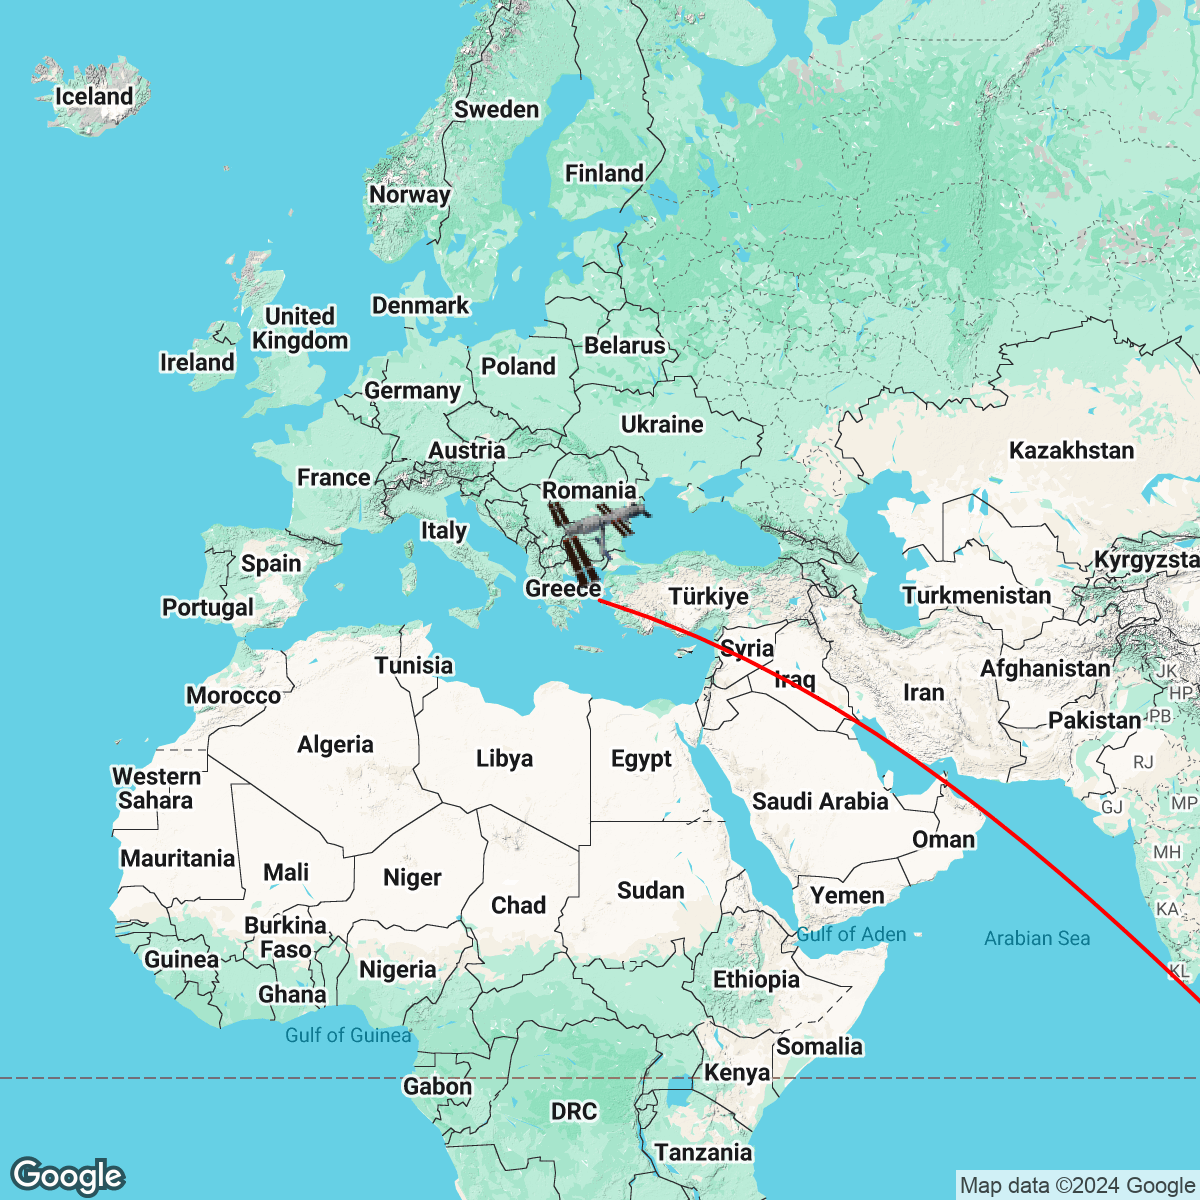 Iceland
Sweden
Finland
Norway
Denmark
United
Kingdom
Ireland
Belarus
Poland
Germany
Ukraine
Austria
Kazakhstan
France
Romania
Italy
Spain
Kyrgyzsta
Greece
Türkiye
Turkmenistan
Portugal
Syria
Tunisia
Afghanistan
JK
Iraq
Iran
HP
Morocco
Pakistan
PB
Algeria
Libya
Egypt
RJ
Western
Sahara
Saudi Arabia
GJ
MP
Oman
MH
Mauritania
Mali
Niger
Sudan
Yemen
Chad
KA
Burkina
Faso
Gulf of Aden
Arabian Sea
Guinea
Nigeria
KL
Ethiopia
Ghana
Gulf of Guinea
Somalia
Kenya
Gabon
DRC
Tanzania
Google
Map data ©2024 Google